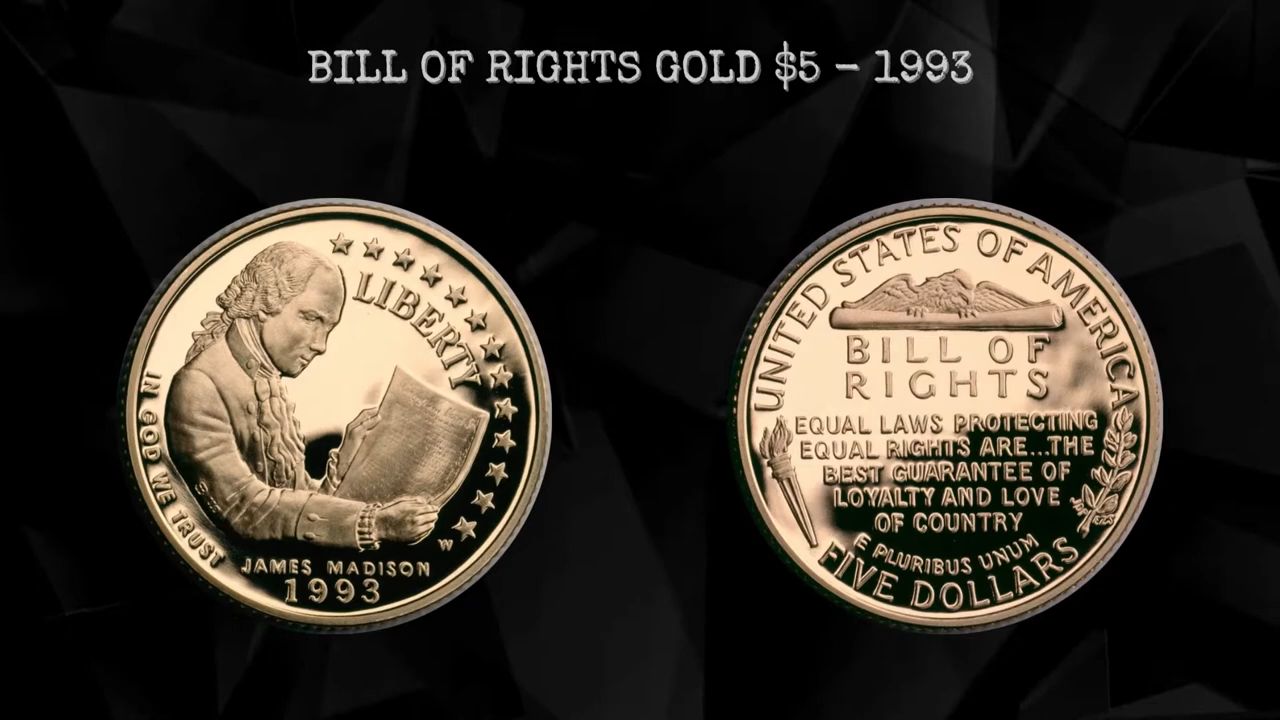 BILL OF RIGHTS GOLD $5 – 1993
LIBERTY
IN GOD WE TRUST
W
JAMES MADISON
1993
UNITED STATES OF AMERICA
BILL OF
RIGHTS
EQUAL LAWS PROTECTING
EQUAL RIGHTS ARE...THE
BEST GUARANTEE OF
LOYALTY AND LOVE
OF COUNTRY
E PLURIBUS UNUM
FIVE DOLLARS